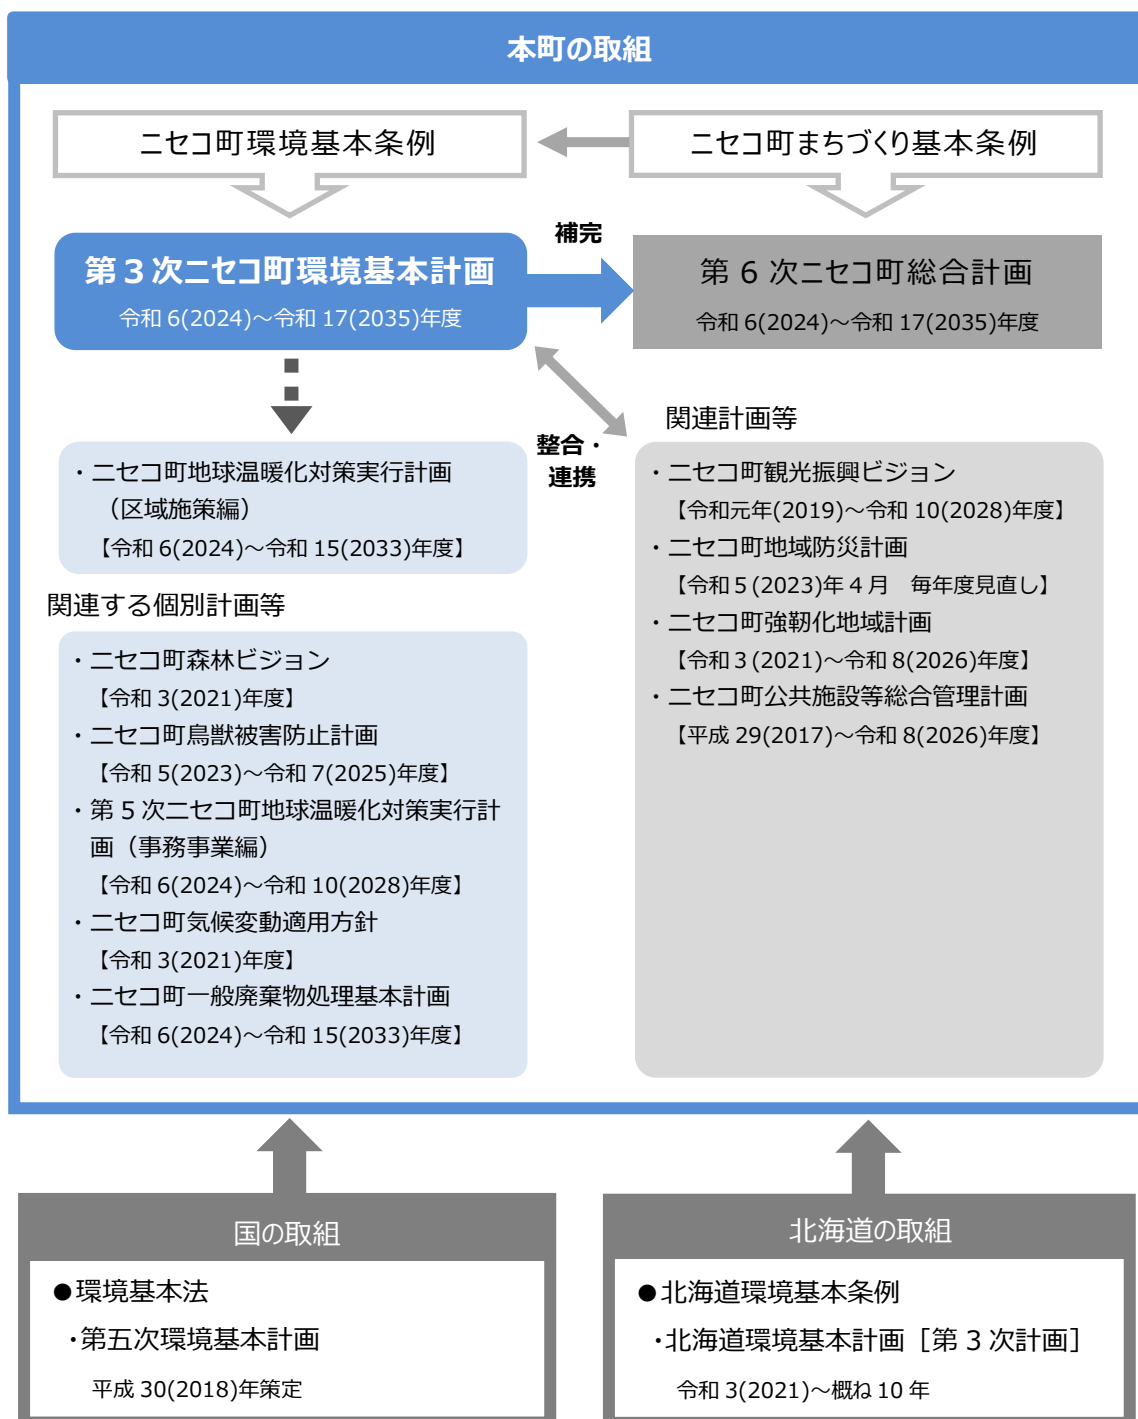 本町の取組
ニセコ町環境基本条例
ニセコ町まちづくり基本条例
補完
第 3 次ニセコ町環境基本計画
令和 6(2024)～令和 17(2035)年度
第 6 次ニセコ町総合計画
令和 6(2024)～令和 17(2035)年度
整合・
連携
・ニセコ町地球温暖化対策実行計画
（区域施策編）
【令和 6(2024)～令和 15(2033)年度】
関連する個別計画等
・ニセコ町森林ビジョン
【令和 3(2021)年度】
・ニセコ町鳥獣被害防止計画
【令和 5(2023)～令和 7(2025)年度】
・第 5 次ニセコ町地球温暖化対策実行計
画（事務事業編）
【令和 6(2024)～令和 10(2028)年度】
・ニセコ町気候変動適用方針
【令和 3(2021)年度】
・ニセコ町一般廃棄物処理基本計画
【令和 6(2024)～令和 15(2033)年度】
関連計画等
・ニセコ町観光振興ビジョン
【令和元年(2019)～令和 10(2028)年度】
・ニセコ町地域防災計画
【令和 5 (2023)年 4 月　毎年度見直し】
・ニセコ町強靭化地域計画
【令和 3 (2021)～令和 8(2026)年度】
・ニセコ町公共施設等総合管理計画
【平成 29(2017)～令和 8(2026)年度】
国の取組
●環境基本法
・第五次環境基本計画
平成 30(2018)年策定
北海道の取組
●北海道環境基本条例
・北海道環境基本計画［第 3 次計画］
令和 3(2021)～概ね 10 年